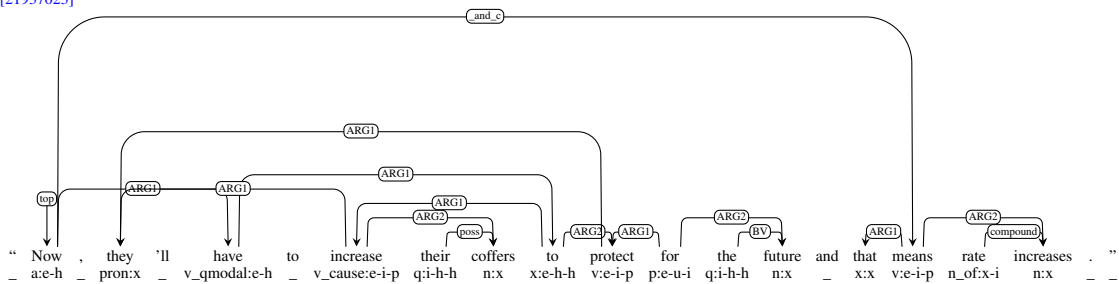 [21957023]
_and_c
ARG1
ARG1
top ARG1 ARG1
ARG1
ARG2 ARG2
poss ARG2 ARG1 BV ARG1 compound
“ Now , they 'll have to increase their coffers to protect for the future and that means rate increases . ”
_ a:e-h _ pron:x _ v_qmodal:e-h _ v_cause:e-i-p q:i-h-h n:x x:e-h-h v:e-i-p p:e-u-i q:i-h-h n:x _ x:x v:e-i-p n_of:x-i n:x _ _